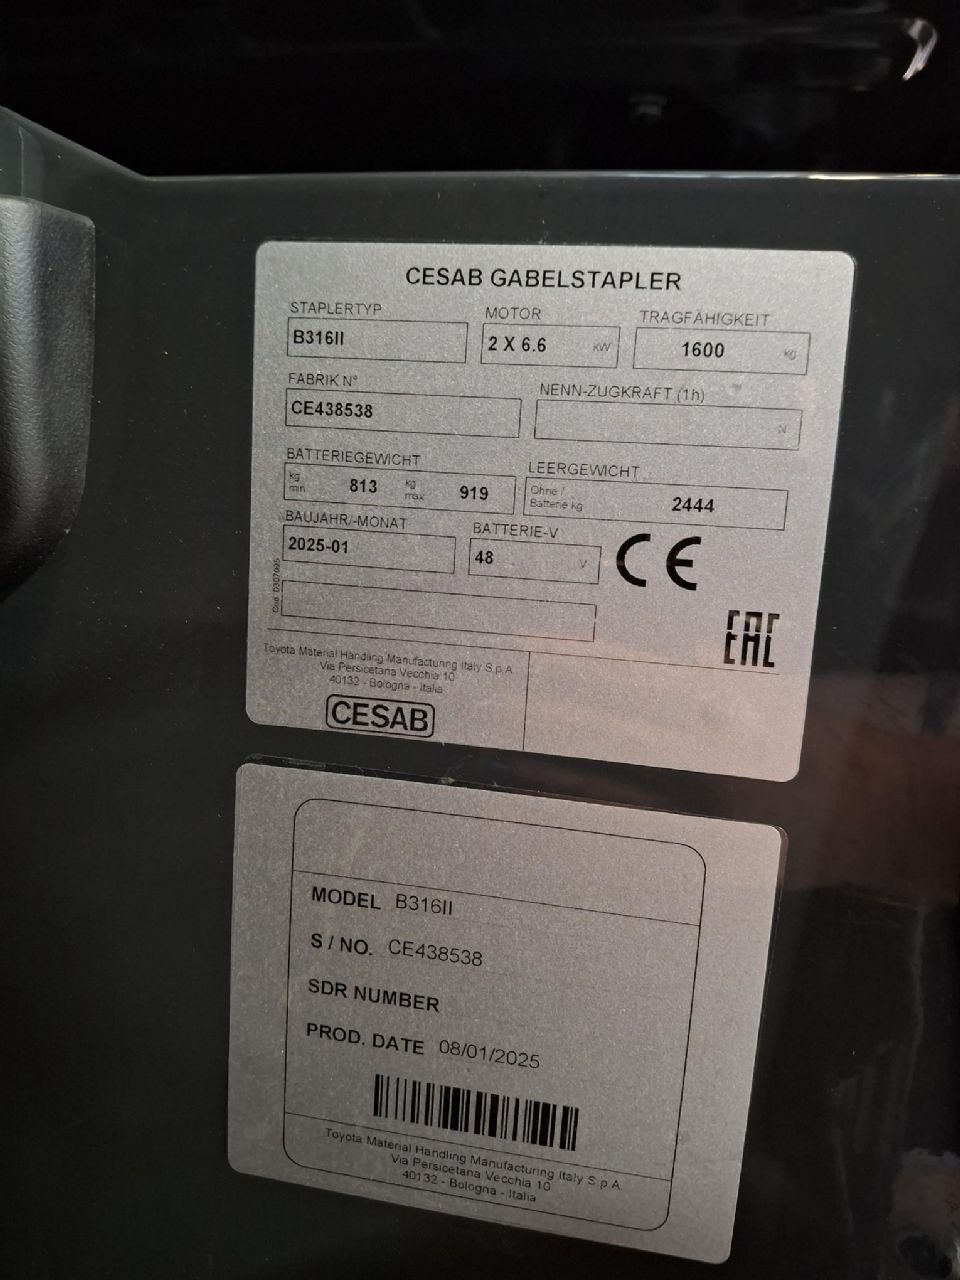 CESAB GABELSTAPLER
STAPLERTYP MOTOR TRAGFÄHIGKEIT
B316II 2 X 6.6 kW 1600 kg
FABRIK N° NENN-ZUGKRAFT (1h)
CE438538 N
BATTERIEGEWICHT LEERGEWICHT
kg min 813 kg max 919 Ohne / Batterie kg 2444
BAUJAHR/-MONAT BATTERIE-V
2025-01 48 V CE
Cod. D307095
EAC
Toyota Material Handling Manufacturing Italy S.p.A.
Via Persicetana Vecchia 10
40132 - Bologna - Italia
CESAB
MODEL B316II
S / NO. CE438538
SDR NUMBER
PROD. DATE 08/01/2025
Toyota Material Handling Manufacturing Italy S.p.A.
Via Persicetana Vecchia 10
40132 - Bologna - Italia